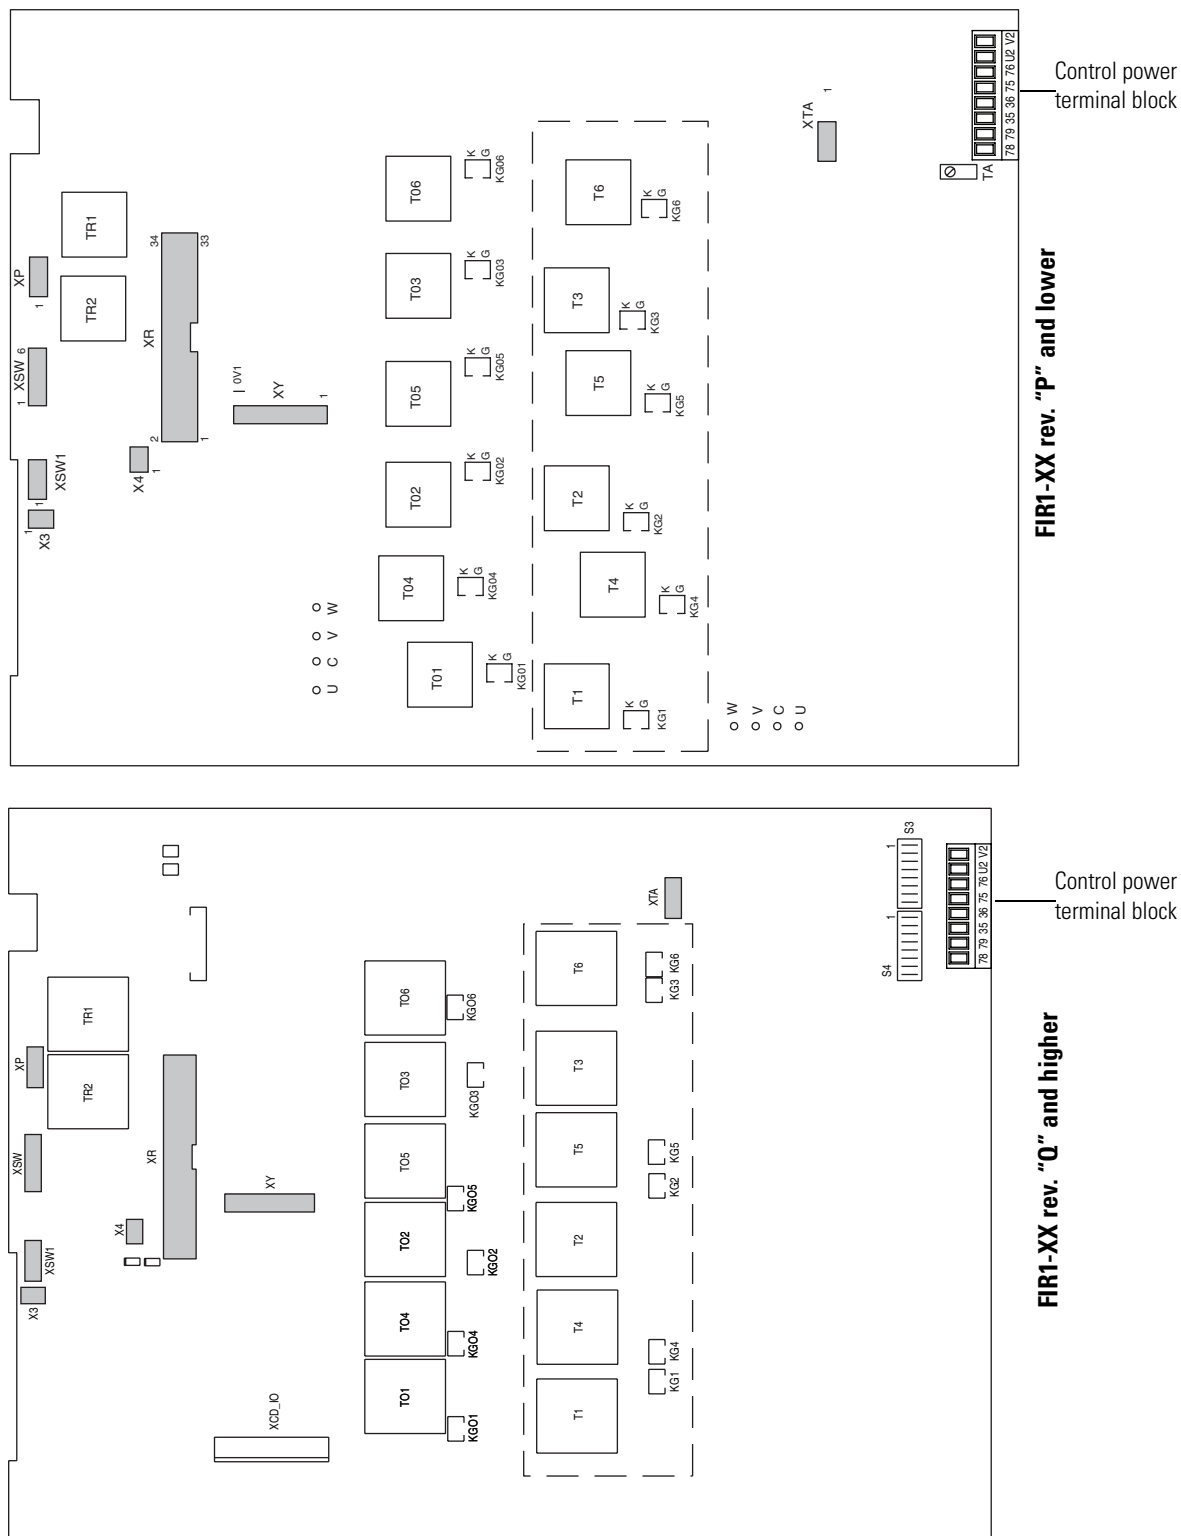 XTA
1
78 79 35 36 75 76 U2 V2
Control power
terminal block
TA
FIR1-XX rev. "P" and lower
XP
1
TR1
TR2
XSW
1
6
XSW1
1
X3
1
X4
1
XR
34
33
2
1
0V1
XY
1
T06
K
G
KG06
T03
K
G
KG03
T05
K
G
KG05
T02
K
G
KG02
T04
K
G
KG04
T01
K
G
KG01
U C V W
T6
K
G
KG6
T3
K
G
KG3
T5
K
G
KG5
T2
K
G
KG2
T4
K
G
KG4
T1
K
G
KG1
W
V
C
U
S3
1
S4
1
78 79 35 36 75 76 U2 V2
Control power
terminal block
FIR1-XX rev. "Q" and higher
XTA
XP
TR1
TR2
XSW
XSW1
X3
X4
XR
XY
XCD_IO
TO6
KGO6
TO3
KGO3
TO5
KGO5
TO2
KGO2
TO4
KGO4
TO1
KGO1
T6
KG6
KG3
T3
T5
KG5
KG2
T2
T4
KG4
KG1
T1